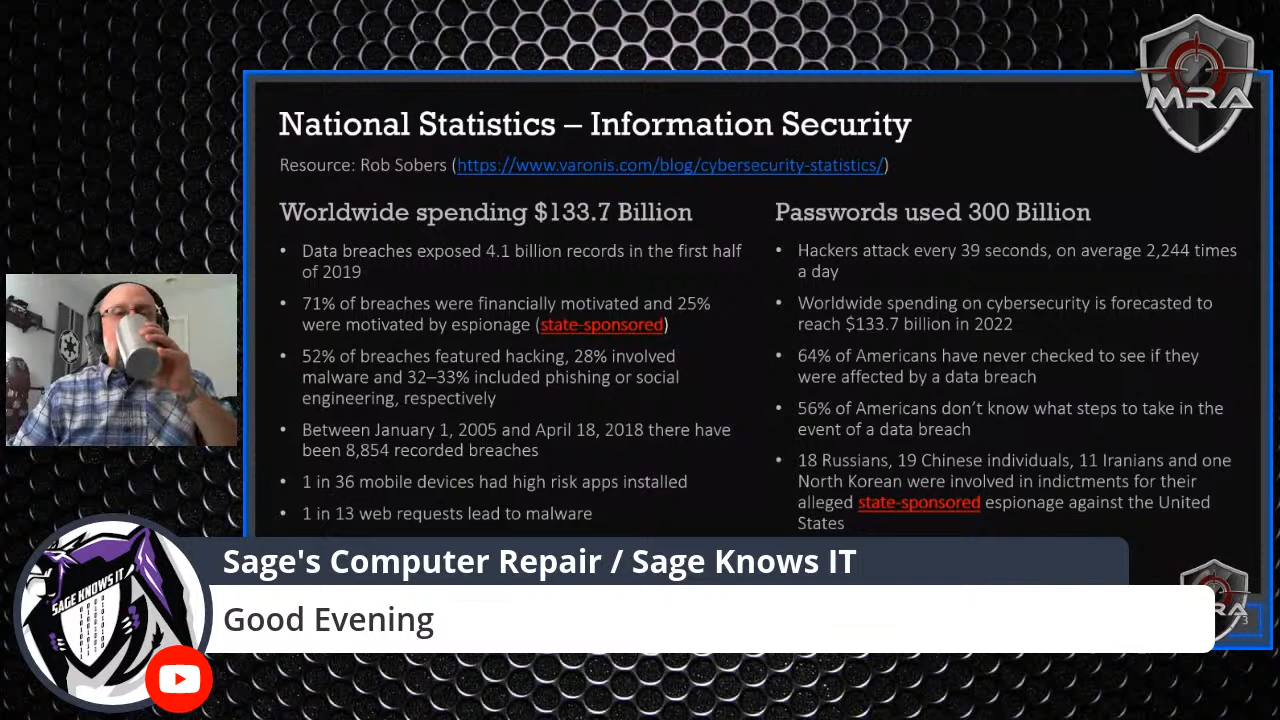 MRA
National Statistics – Information Security
Resource: Rob Sobers (https://www.varonis.com/blog/cybersecurity-statistics/)
Worldwide spending $133.7 Billion
• Data breaches exposed 4.1 billion records in the first half
of 2019
• 71% of breaches were financially motivated and 25%
were motivated by espionage (state-sponsored)
• 52% of breaches featured hacking, 28% involved
malware and 32–33% included phishing or social
engineering, respectively
• Between January 1, 2005 and April 18, 2018 there have
been 8,854 recorded breaches
• 1 in 36 mobile devices had high risk apps installed
• 1 in 13 web requests lead to malware
Passwords used 300 Billion
• Hackers attack every 39 seconds, on average 2,244 times
a day
• Worldwide spending on cybersecurity is forecasted to
reach $133.7 billion in 2022
• 64% of Americans have never checked to see if they
were affected by a data breach
• 56% of Americans don’t know what steps to take in the
event of a data breach
• 18 Russians, 19 Chinese individuals, 11 Iranians and one
North Korean were involved in indictments for their
alleged state-sponsored espionage against the United
States
3
SAGE KNOWS IT
Sage's Computer Repair / Sage Knows IT
Good Evening